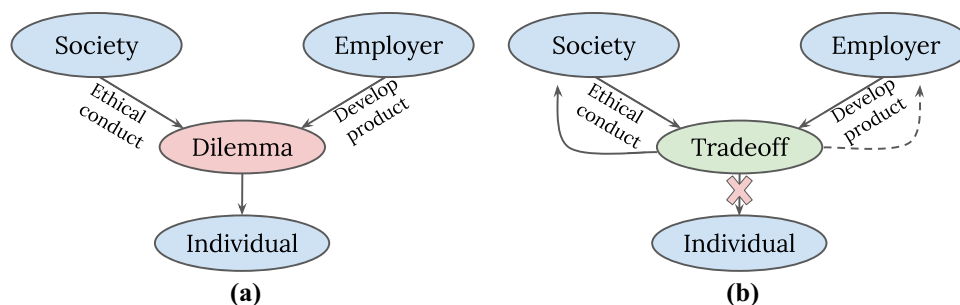 Society
Employer
Ethical
conduct
Develop
product
Dilemma
Individual
(a)
Society
Employer
Ethical
conduct
Develop
product
Tradeoff
Individual
(b)